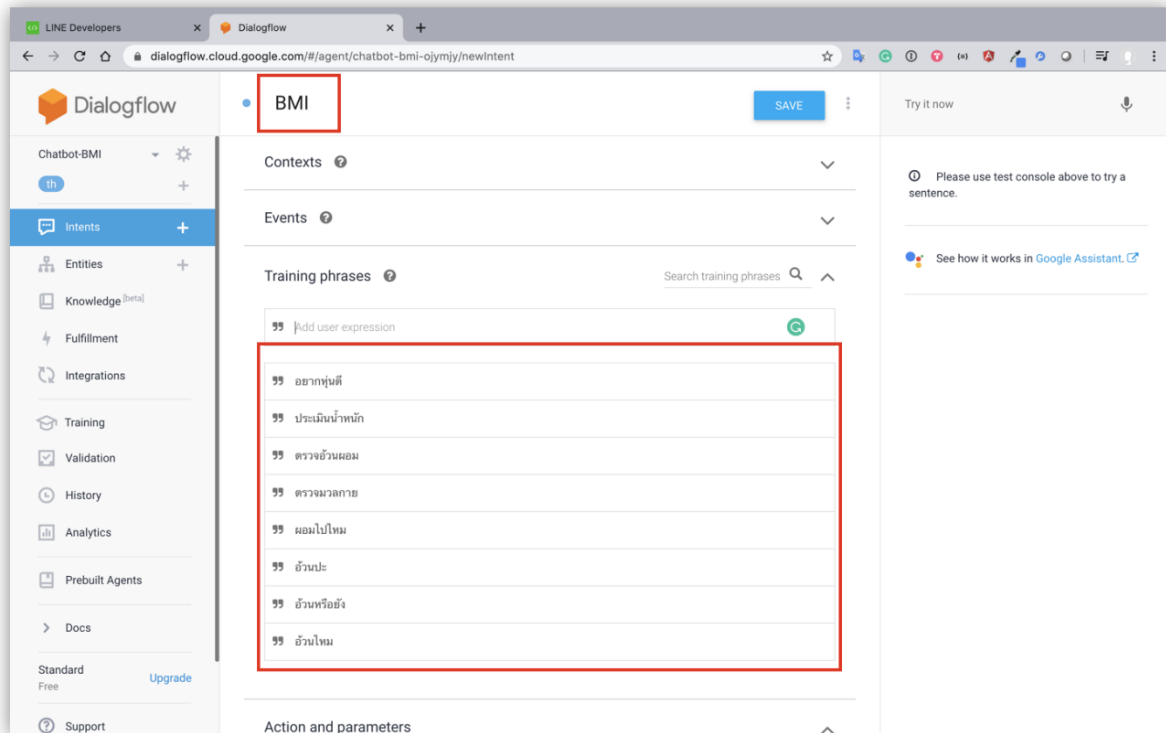 LINE Developers
Dialogflow
dialogflow.cloud.google.com/#/agent/chatbot-bmi-ojymjy/newIntent
Dialogflow
BMI
SAVE
Try it now
Chatbot-BMI
th
Contexts
Please use test console above to try a
sentence.
Events
Intents
Entities
See how it works in Google Assistant.
Training phrases
Search training phrases
Knowledge [beta]
Add user expression
Fulfillment
Integrations
อยากหุ่นดี
ประเมินน้ำหนัก
Training
ตรวจอ้วนผอม
Validation
ตรวจมวลกาย
History
ผอมไปไหม
Analytics
อ้วนปะ
Prebuilt Agents
อ้วนหรือยัง
Docs
อ้วนไหม
Standard
Free
Upgrade
Support
Action and parameters